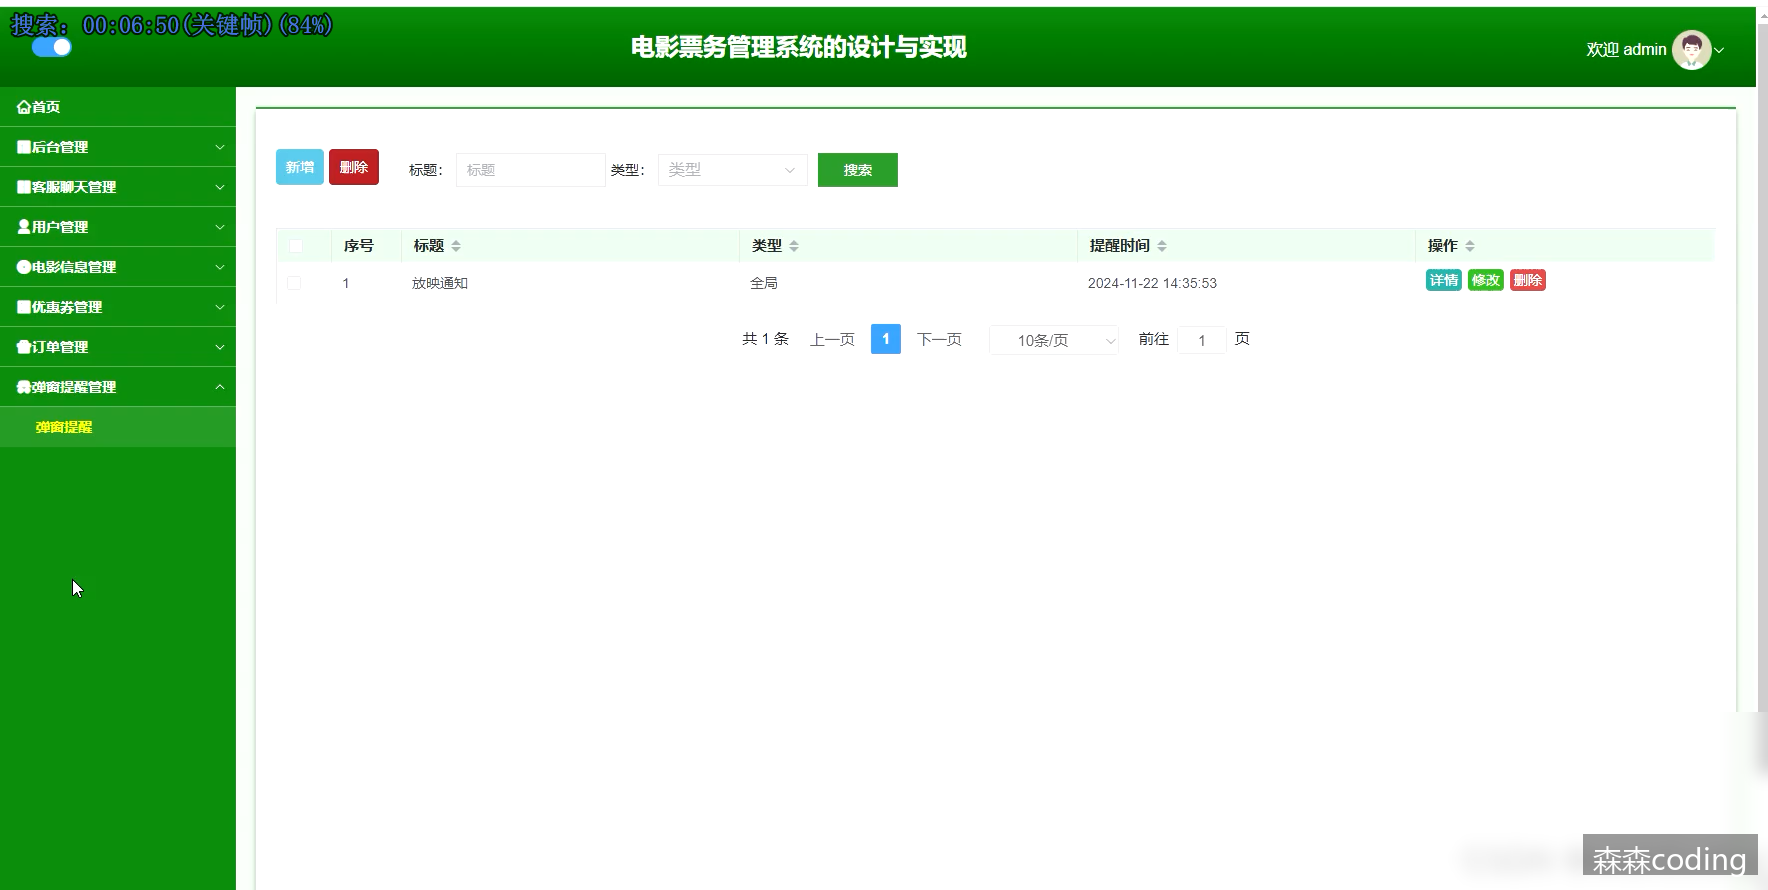 搜索：00:06:50(关键帧)(84%)
电影票务管理系统的设计与实现
欢迎 admin
首页
后台管理
客服聊天管理
用户管理
电影信息管理
优惠券管理
订单管理
弹窗提醒管理
弹窗提醒
新增 删除 标题： 标题 类型： 类型 搜索
序号 标题 类型 提醒时间 操作
1 放映通知 全局 2024-11-22 14:35:53 详情 修改 删除
共 1 条 上一页 1 下一页 10条/页 前往 1 页
森森coding